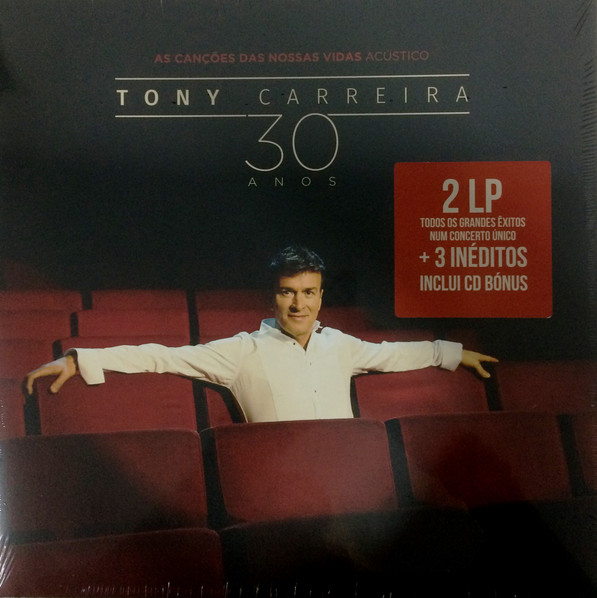 AS CANÇÕES DAS NOSSAS VIDAS ACÚSTICO
TONY CARREIRA
30
ANOS
2 LP
TODOS OS GRANDES ÊXITOS
NUM CONCERTO ÚNICO
+ 3 INÉDITOS
INCLUI CD BÓNUS